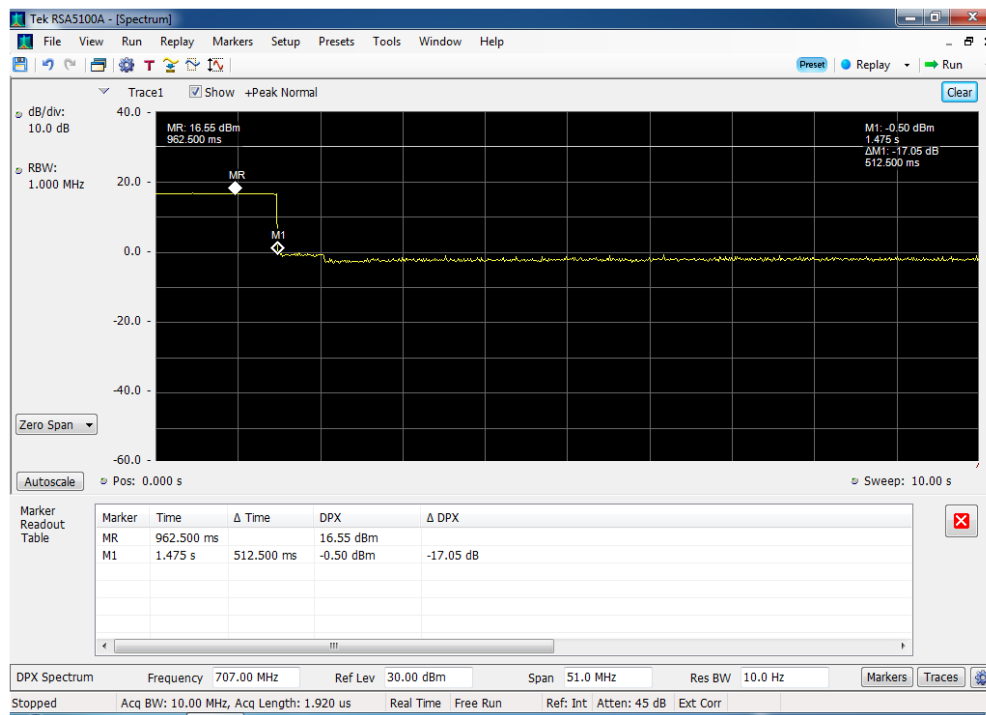 Tek RSA5100A - [Spectrum]
File View Run Replay Markers Setup Presets Tools Window Help
T Preset Replay Run
Trace1 Show +Peak Normal Clear
dB/div:
10.0 dB
RBW:
1.000 MHz
40.0
20.0
0.0
-20.0
-40.0
-60.0
MR: 16.55 dBm
962.500 ms
M1: -0.50 dBm
1.475 s
ΔM1: -17.05 dB
512.500 ms
MR
M1
Zero Span
Autoscale Pos: 0.000 s Sweep: 10.00 s
Marker
Readout
Table
Marker Time Δ Time DPX Δ DPX
MR 962.500 ms 16.55 dBm
M1 1.475 s 512.500 ms -0.50 dBm -17.05 dB
DPX Spectrum Frequency 707.00 MHz Ref Lev 30.00 dBm Span 51.0 MHz Res BW 10.0 Hz Markers Traces
Stopped Acq BW: 10.00 MHz, Acq Length: 1.920 us Real Time Free Run Ref: Int Atten: 45 dB Ext Corr